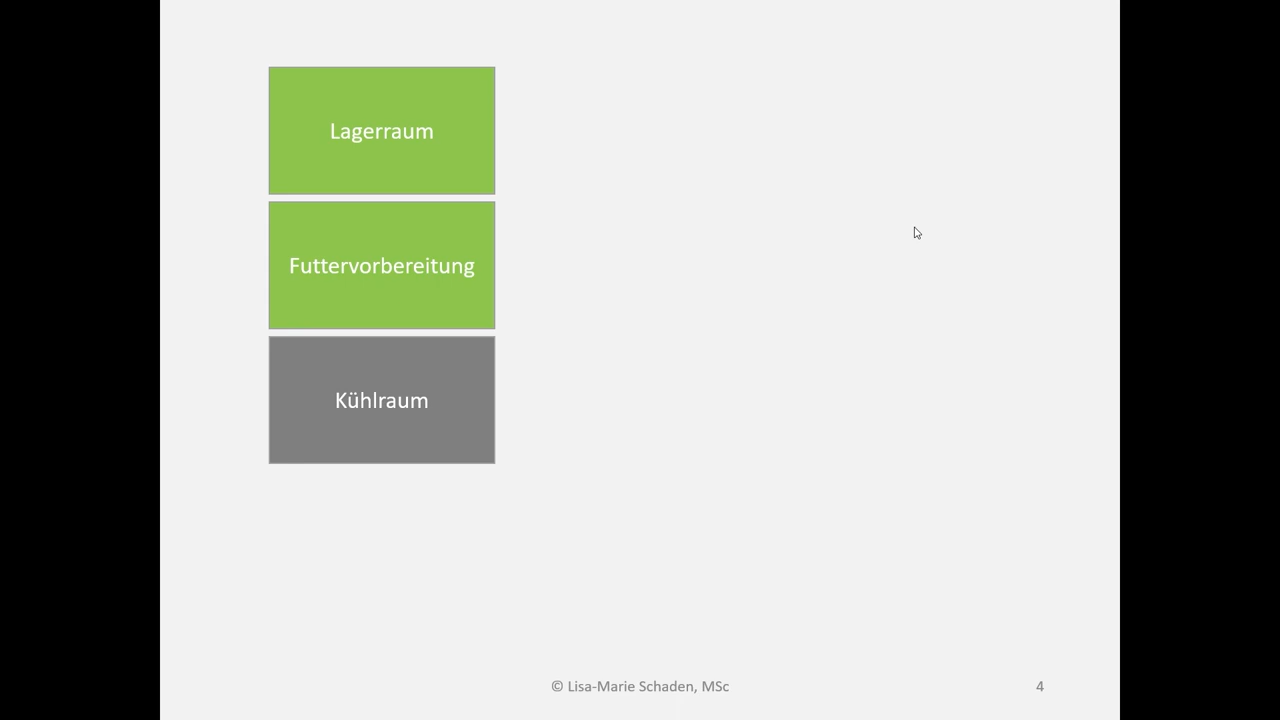 Lagerraum
Futtervorbereitung
Kühlraum
© Lisa-Marie Schaden, MSc
4